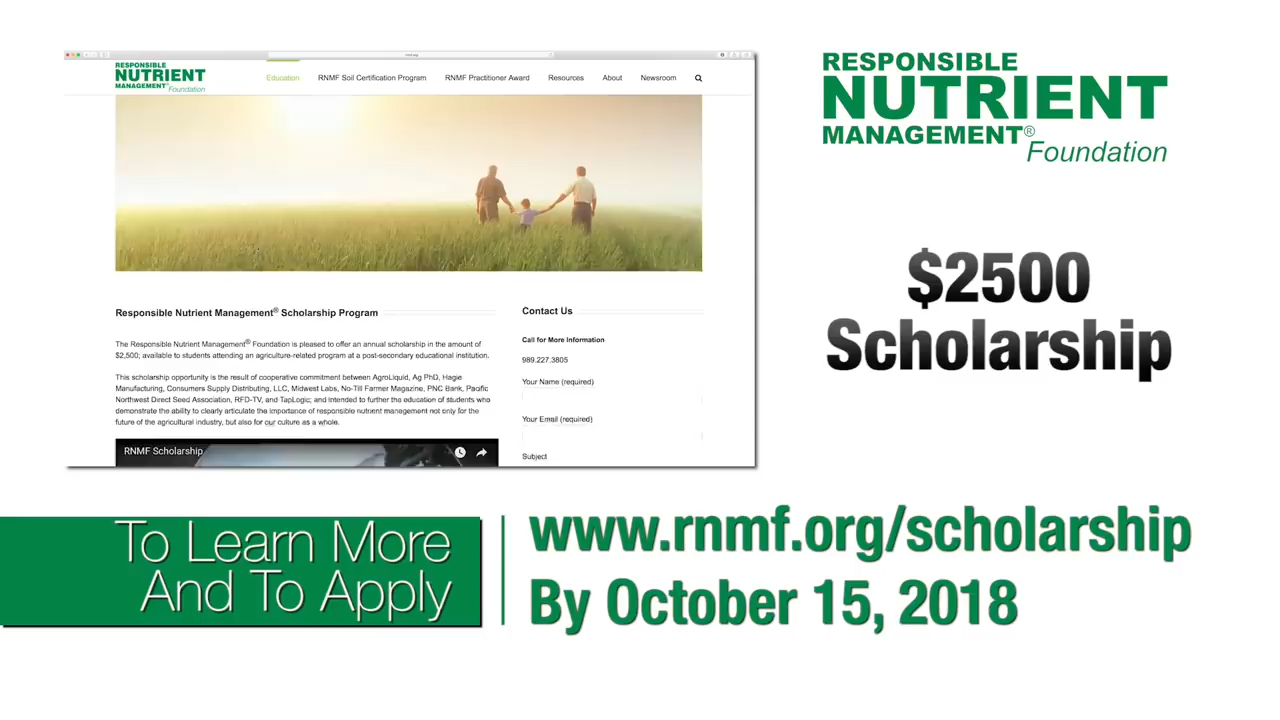 rnmf.org
RESPONSIBLE
NUTRIENT
MANAGEMENT®
Foundation
Education
RNMF Soil Certification Program
RNMF Practitioner Award
Resources
About
Newsroom
Responsible Nutrient Management® Scholarship Program
The Responsible Nutrient Management® Foundation is pleased to offer an annual scholarship in the amount of
$2,500; available to students attending an agriculture-related program at a post-secondary educational institution.
This scholarship opportunity is the result of cooperative commitment between AgroLiquid, Ag PhD, Hagie
Manufacturing, Consumers Supply Distributing, LLC, Midwest Labs, No-Till Farmer Magazine, PNC Bank, Pacific
Northwest Direct Seed Association, RFD-TV, and TapLogic; and intended to further the education of students who
demonstrate the ability to clearly articulate the importance of responsible nutrient management not only for the
future of the agricultural industry, but also for our culture as a whole.
RNMF Scholarship
Contact Us
Call for More Information
989.227.3805
Your Name (required)
Your Email (required)
Subject
RESPONSIBLE
NUTRIENT
MANAGEMENT®
Foundation
$2500
Scholarship
To Learn More
And To Apply
www.rnmf.org/scholarship
By October 15, 2018